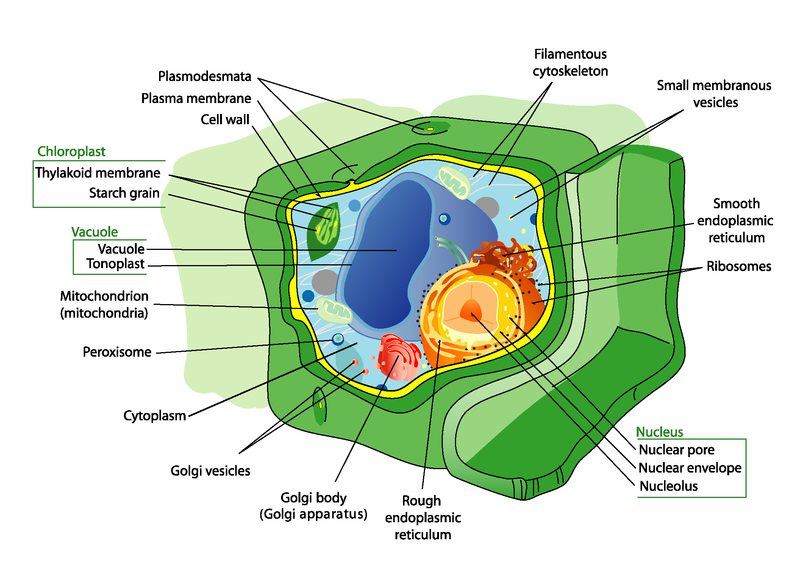 Plasmodesmata
Plasma membrane
Cell wall
Chloroplast
Thylakoid membrane
Starch grain
Vacuole
Vacuole
Tonoplast
Mitochondrion
(mitochondria)
Peroxisome
Cytoplasm
Golgi vesicles
Golgi body
(Golgi apparatus)
Rough
endoplasmic
reticulum
Filamentous
cytoskeleton
Small membranous
vesicles
Smooth
endoplasmic
reticulum
Ribosomes
Nucleus
Nuclear pore
Nuclear envelope
Nucleolus